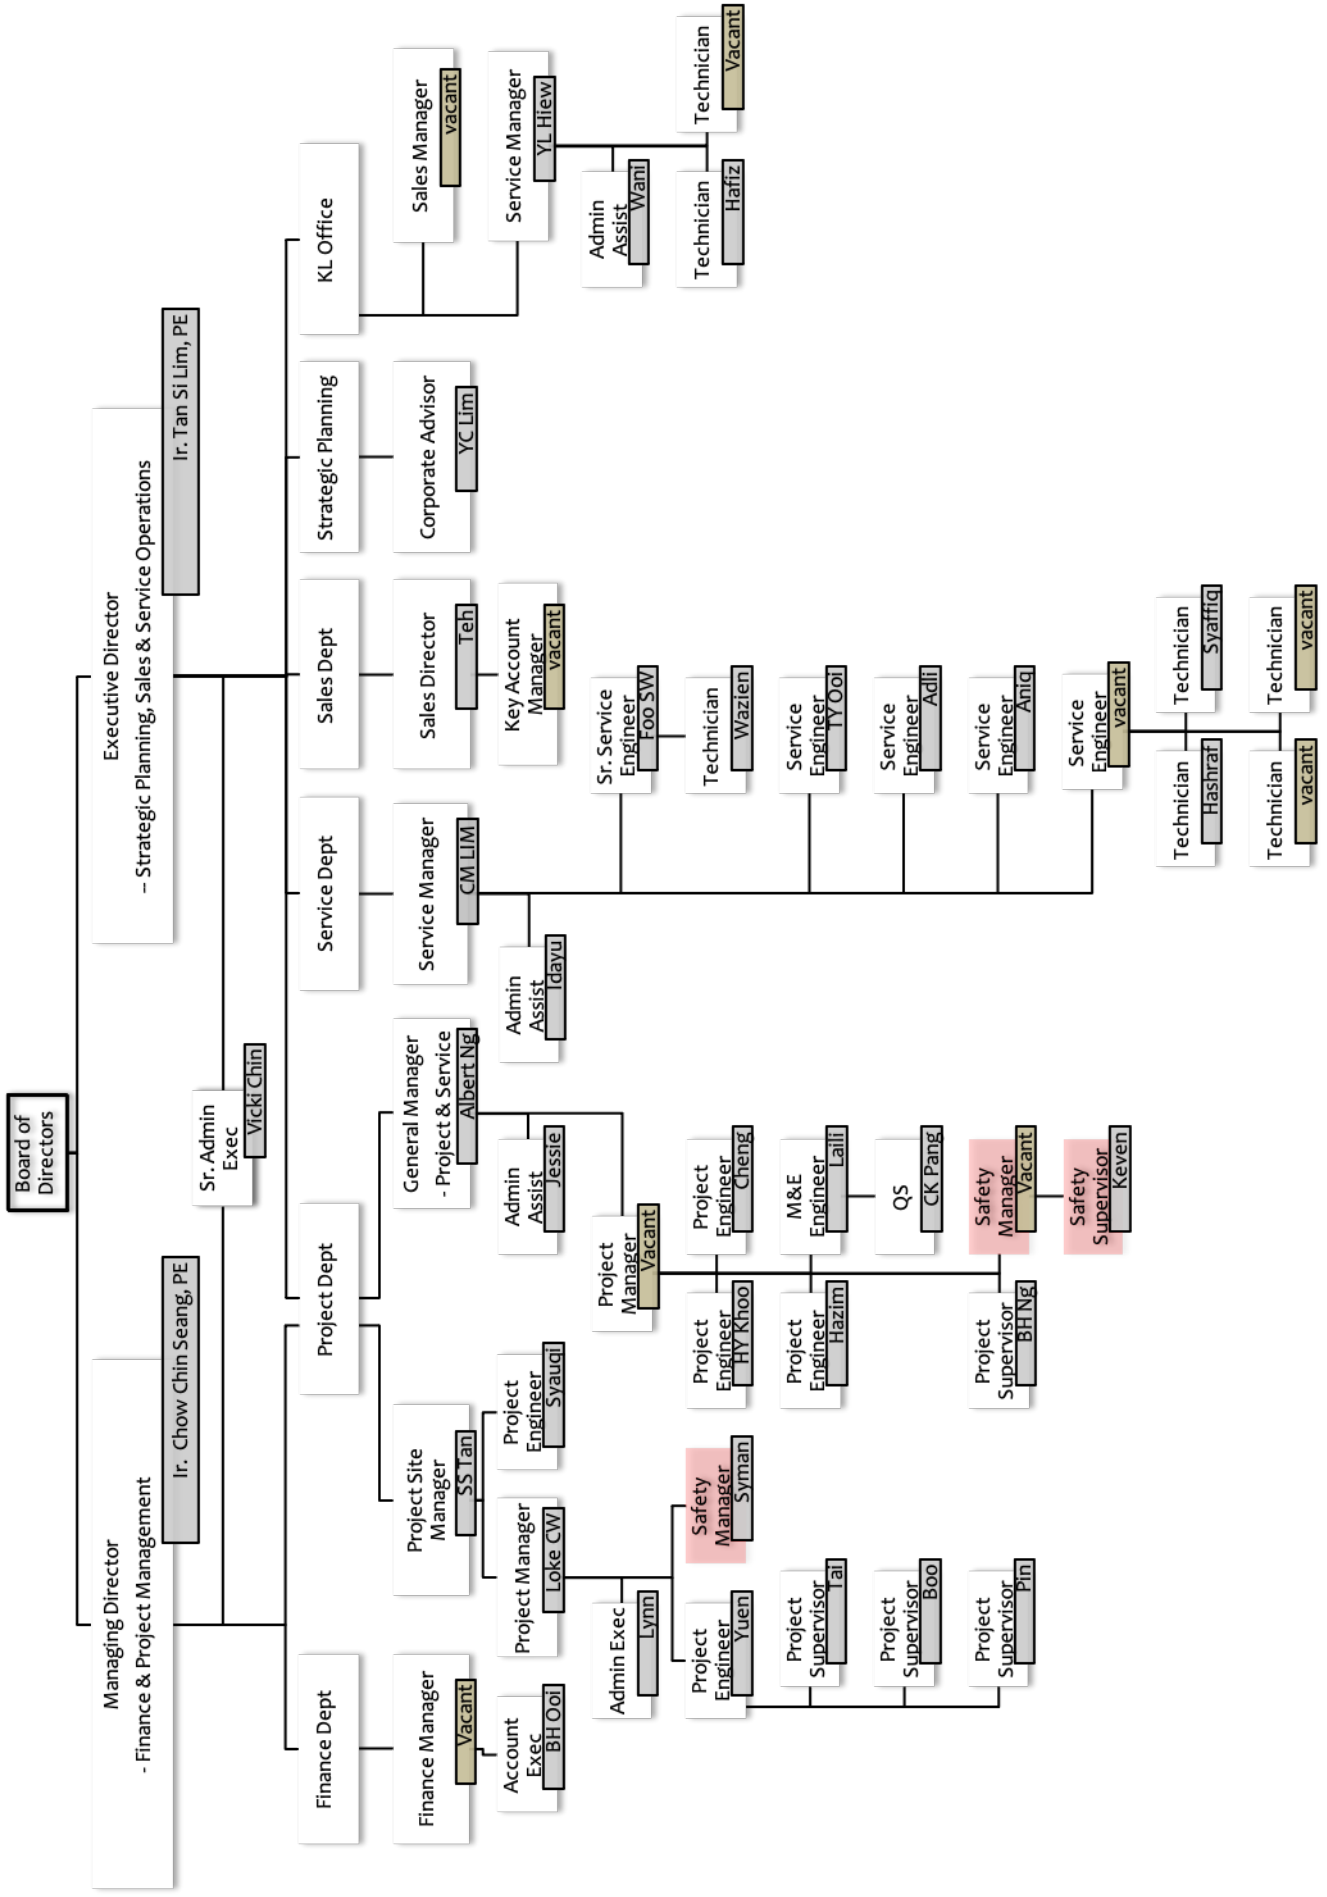 Board of
Directors
Managing Director
- Finance & Project Management
Ir. Chow Chin Seang, PE
Executive Director
– Strategic Planning, Sales & Service Operations
Ir. Tan Si Lim, PE
Sr. Admin
Exec
Vicki Chin
Finance Dept
Project Dept
Service Dept
Sales Dept
Strategic Planning
KL Office
Finance Manager
Vacant
Account
Exec
BH Ooi
Project Site
Manager
SS Tan
Project Manager
Loke CW
Project
Engineer
Syauqi
Admin Exec
Lynn
Project
Engineer
Yuen
Safety
Manager
Syman
Project
Supervisor
Tai
Project
Supervisor
Boo
Project
Supervisor
Pin
General Manager
- Project & Service
Albert Ng
Admin
Assist
Jessie
Project
Manager
Vacant
Project
Engineer
HY Khoo
Project
Engineer
Cheng
Project
Engineer
Hazim
M&E
Engineer
Laili
QS
CK Pang
Project
Supervisor
BH Ng
Safety
Manager
Vacant
Safety
Supervisor
Keven
Service Manager
CM LIM
Admin
Assist
Idayu
Sr. Service
Engineer
Foo SW
Technician
Wazien
Service
Engineer
TY Ooi
Service
Engineer
Adli
Service
Engineer
Aniq
Service
Engineer
vacant
Technician
Hashraf
Technician
Syaffiq
Technician
vacant
Technician
vacant
Sales Director
Teh
Key Account
Manager
vacant
Corporate Advisor
YC Lim
Sales Manager
vacant
Service Manager
YL Hiew
Admin
Assist
Wani
Technician
Hafiz
Technician
Vacant